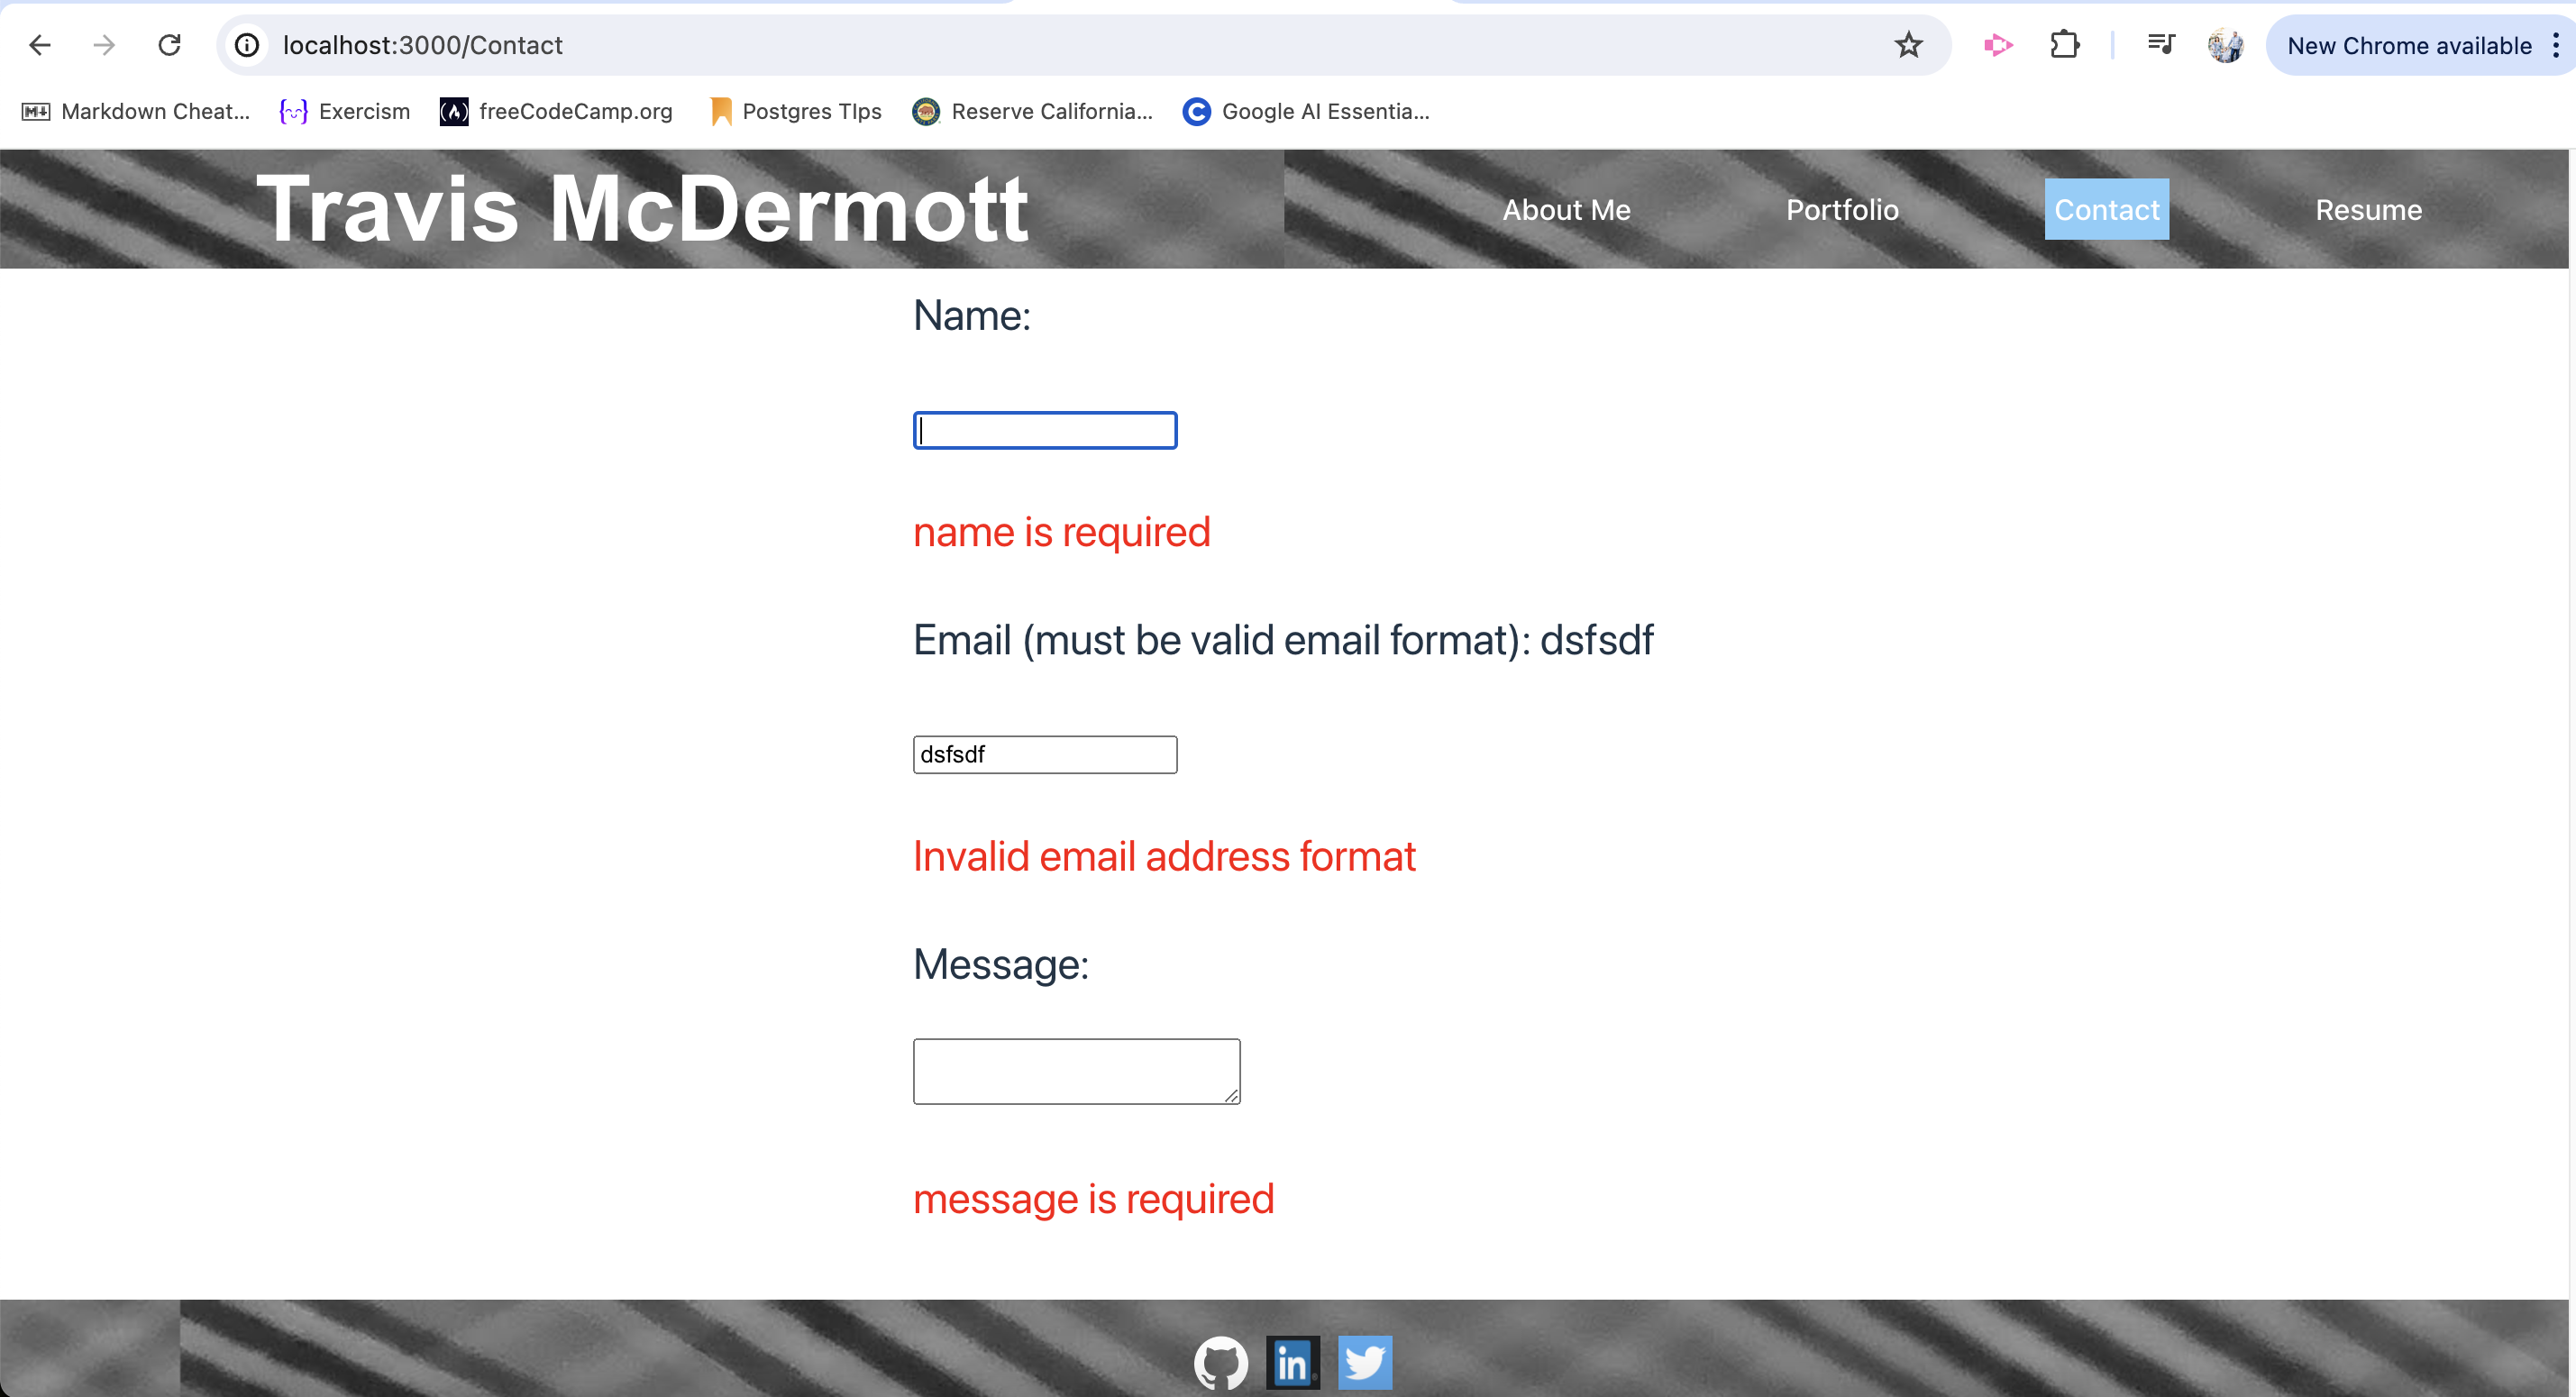 localhost:3000/Contact
New Chrome available
M Markdown Cheat... {··} Exercism (A) freeCodeCamp.org Postgres TIps Reserve California... C Google AI Essentia...
Travis McDermott About Me Portfolio Contact Resume
Name:
name is required
Email (must be valid email format): dsfsdf
dsfsdf
Invalid email address format
Message:
message is required
in